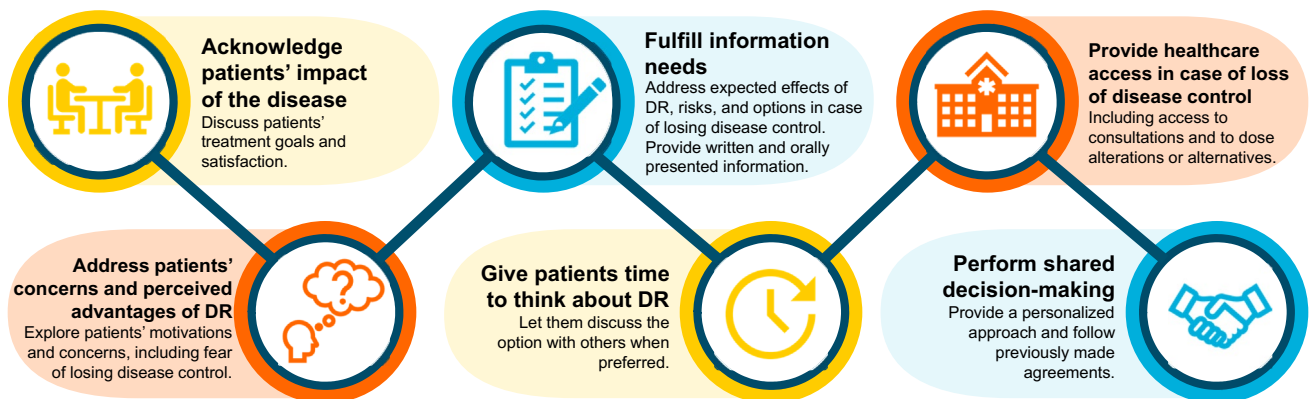 Acknowledge
patients’ impact
of the disease
Discuss patients’
treatment goals and
satisfaction.
Address patients’
concerns and perceived
advantages of DR
Explore patients’ motivations
and concerns, including fear
of losing disease control.
?
Fulfill information
needs
Address expected effects of
DR, risks, and options in case
of losing disease control.
Provide written and orally
presented information.
Give patients time
to think about DR
Let them discuss the
option with others when
preferred.
Provide healthcare
access in case of loss
of disease control
Including access to
consultations and to dose
alterations or alternatives.
Perform shared
decision-making
Provide a personalized
approach and follow
previously made
agreements.